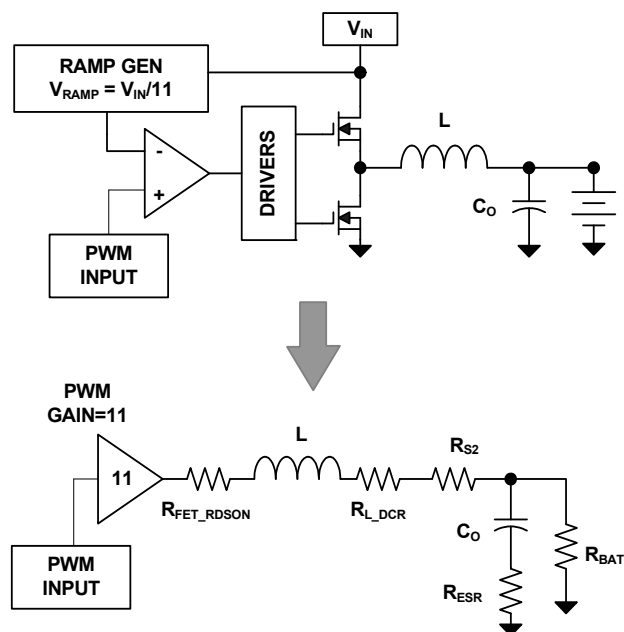 V_IN
RAMP GEN
V_RAMP = V_IN/11
-
+
DRIVERS
L
C_O
PWM
INPUT
PWM
GAIN=11
11
L
R_S2
R_FET_RDSON
R_L_DCR
C_O
R_BAT
PWM
INPUT
R_ESR